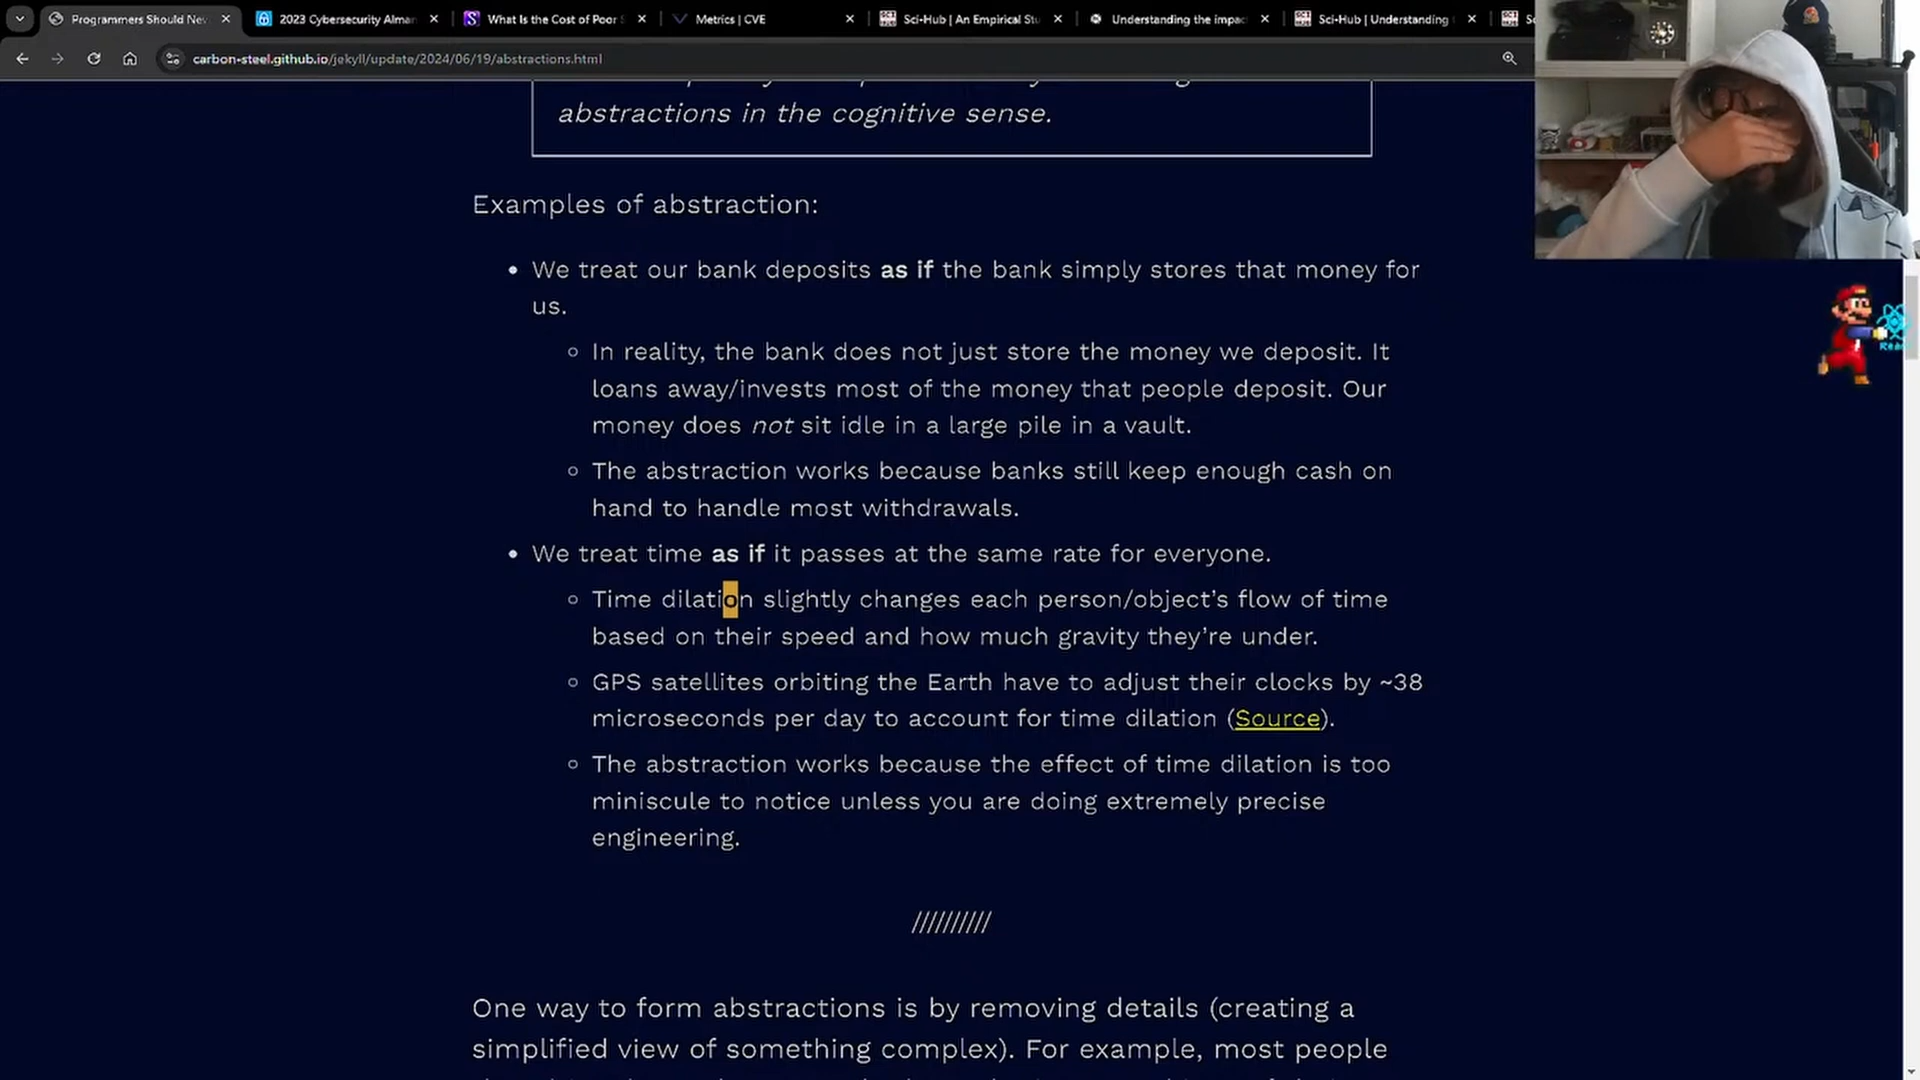 Programmers Should Nev
2023 Cybersecurity Alma
What Is the Cost of Poor S
Metrics | CVE
Sci-Hub | An Empirical Stu
Understanding the impac
Sci-Hub | Understanding
carbon-steel.github.io/jekyll/update/2024/06/19/abstractions.html
abstractions in the cognitive sense.
Examples of abstraction:
• We treat our bank deposits as if the bank simply stores that money for
us.
○ In reality, the bank does not just store the money we deposit. It
loans away/invests most of the money that people deposit. Our
money does not sit idle in a large pile in a vault.
○ The abstraction works because banks still keep enough cash on
hand to handle most withdrawals.
• We treat time as if it passes at the same rate for everyone.
○ Time dilation slightly changes each person/object's flow of time
based on their speed and how much gravity they're under.
○ GPS satellites orbiting the Earth have to adjust their clocks by ~38
microseconds per day to account for time dilation (Source).
○ The abstraction works because the effect of time dilation is too
miniscule to notice unless you are doing extremely precise
engineering.
//////////
One way to form abstractions is by removing details (creating a
simplified view of something complex). For example, most people